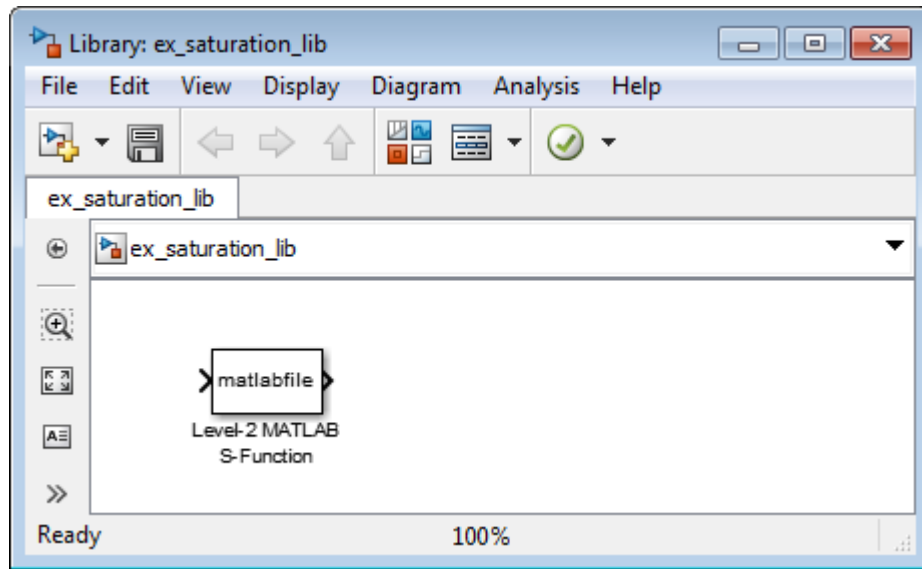 Library: ex_saturation_lib
File Edit View Display Diagram Analysis Help
ex_saturation_lib
ex_saturation_lib
matlabfile
Level-2 MATLAB
S-Function
Ready 100%